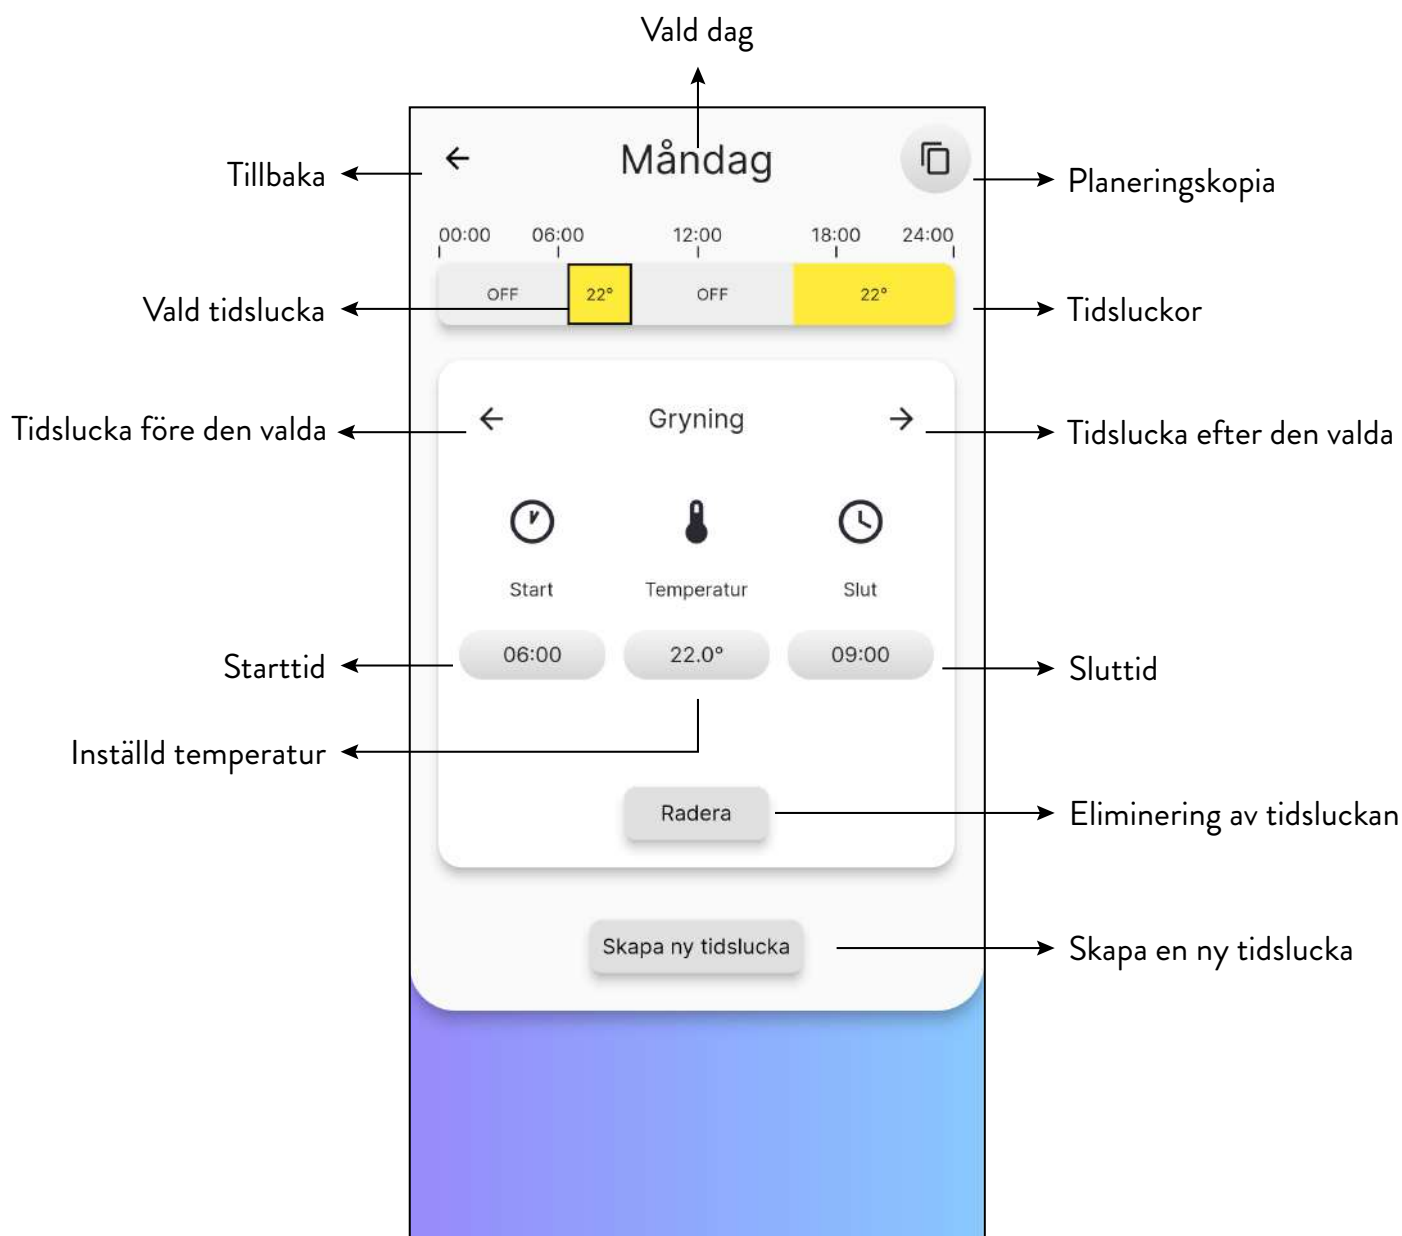 Vald dag
Tillbaka
Måndag
Planeringskopia
00:00 06:00 12:00 18:00 24:00
Vald tidslucka
OFF 22° OFF 22°
Tidsluckor
Tidslucka före den valda
Gryning
Tidslucka efter den valda
Start Temperatur Slut
Starttid
06:00 22.0° 09:00
Sluttid
Inställd temperatur
Radera
Eliminering av tidsluckan
Skapa ny tidslucka
Skapa en ny tidslucka